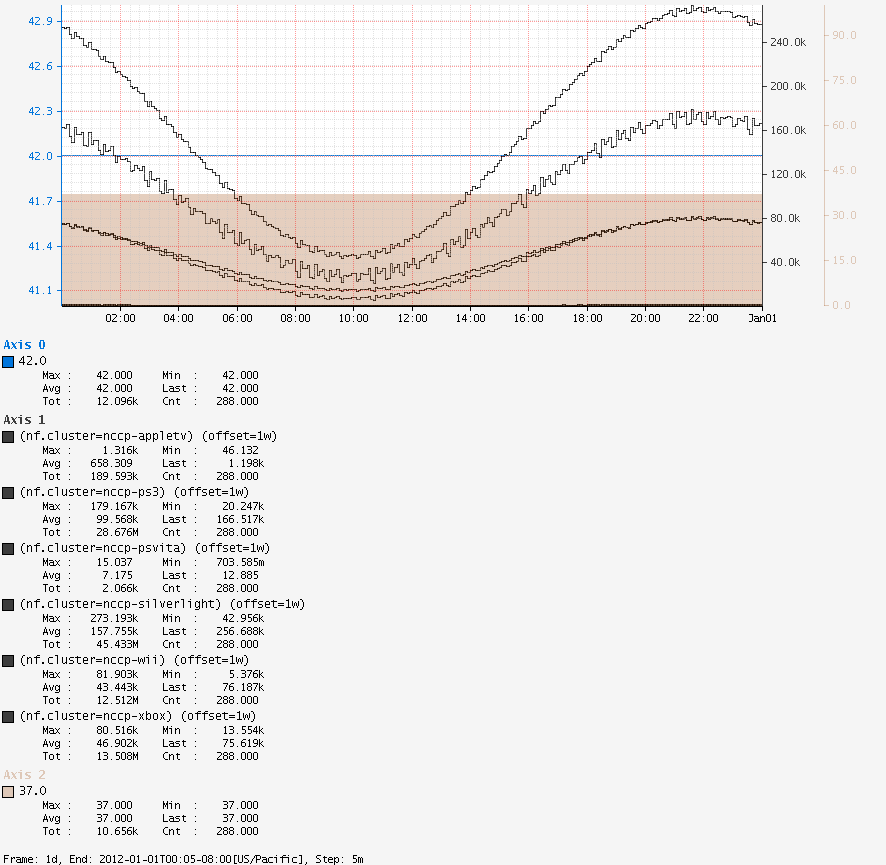 42.9
42.6
42.3
42.0
41.7
41.4
41.1
240.0k
200.0k
160.0k
120.0k
80.0k
40.0k
90.0
75.0
60.0
45.0
30.0
15.0
0.0
02:00 04:00 06:00 08:00 10:00 12:00 14:00 16:00 18:00 20:00 22:00 Jan01
Axis 0
42.0
Max : 42.000 Min : 42.000
Avg : 42.000 Last : 42.000
Tot : 12.096k Cnt : 288.000
Axis 1
(nf.cluster=nccp-appletv) (offset=1w)
Max : 1.316k Min : 46.132
Avg : 658.309 Last : 1.198k
Tot : 189.593k Cnt : 288.000
(nf.cluster=nccp-ps3) (offset=1w)
Max : 179.167k Min : 20.247k
Avg : 99.568k Last : 166.517k
Tot : 28.676M Cnt : 288.000
(nf.cluster=nccp-psvita) (offset=1w)
Max : 15.037 Min : 703.585m
Avg : 7.175 Last : 12.885
Tot : 2.066k Cnt : 288.000
(nf.cluster=nccp-silverlight) (offset=1w)
Max : 273.193k Min : 42.956k
Avg : 157.755k Last : 256.688k
Tot : 45.433M Cnt : 288.000
(nf.cluster=nccp-wii) (offset=1w)
Max : 81.903k Min : 5.376k
Avg : 43.443k Last : 76.187k
Tot : 12.512M Cnt : 288.000
(nf.cluster=nccp-xbox) (offset=1w)
Max : 80.516k Min : 13.554k
Avg : 46.902k Last : 75.619k
Tot : 13.508M Cnt : 288.000
Axis 2
37.0
Max : 37.000 Min : 37.000
Avg : 37.000 Last : 37.000
Tot : 10.656k Cnt : 288.000
Frame: 1d, End: 2012-01-01T00:05-08:00[US/Pacific], Step: 5m